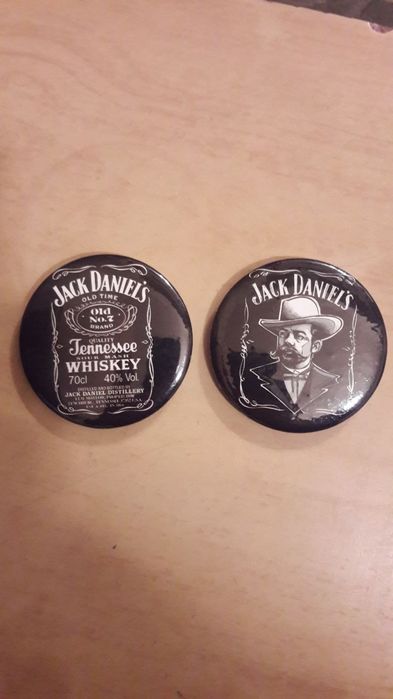 JACK DANIEL'S
OLD TIME
Old
No.7
BRAND
QUALITY
Tennessee
SOUR MASH
WHISKEY
70cl 40% Vol.
DISTILLED AND BOTTLED BY
JACK DANIEL DISTILLERY
JACK DANIEL'S